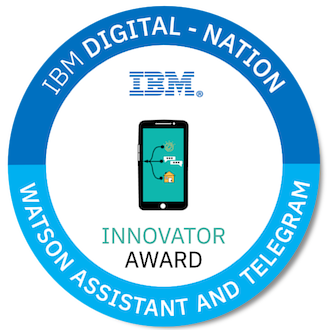 IBM DIGITAL - NATION
IBM®
INNOVATOR
AWARD
WATSON ASSISTANT AND TELEGRAM